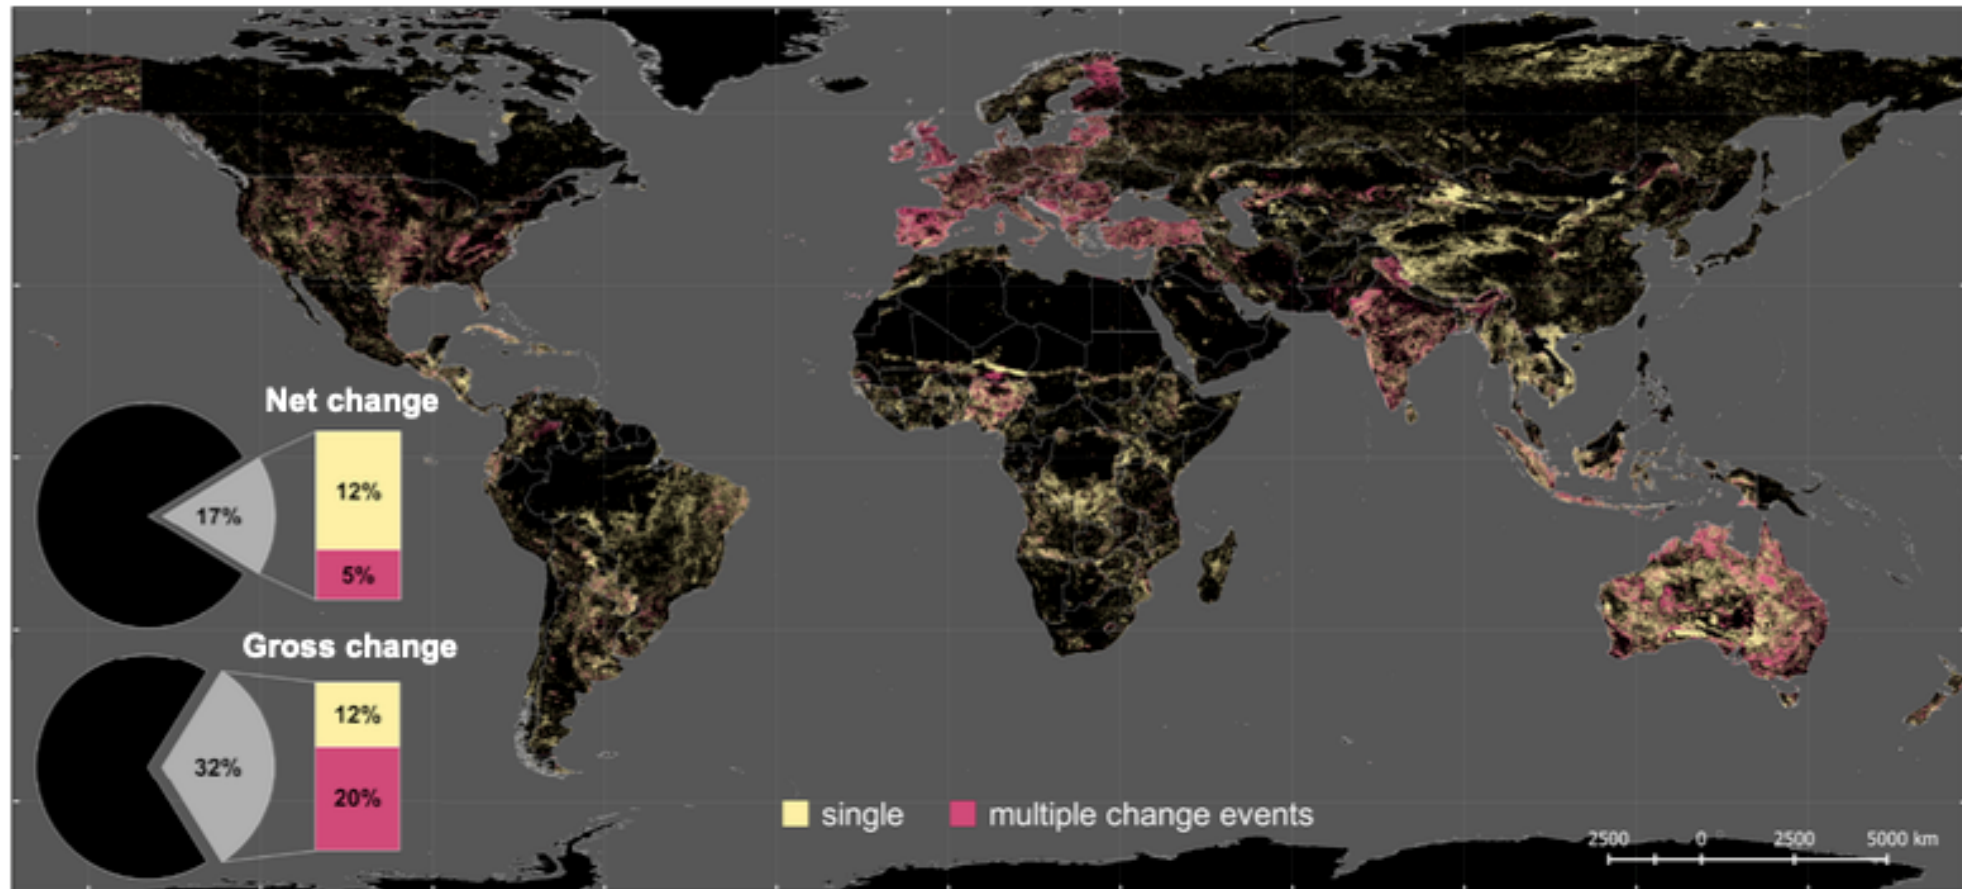 Net change
17%
12%
5%
Gross change
32%
12%
20%
single
multiple change events
2500 0 2500 5000 km